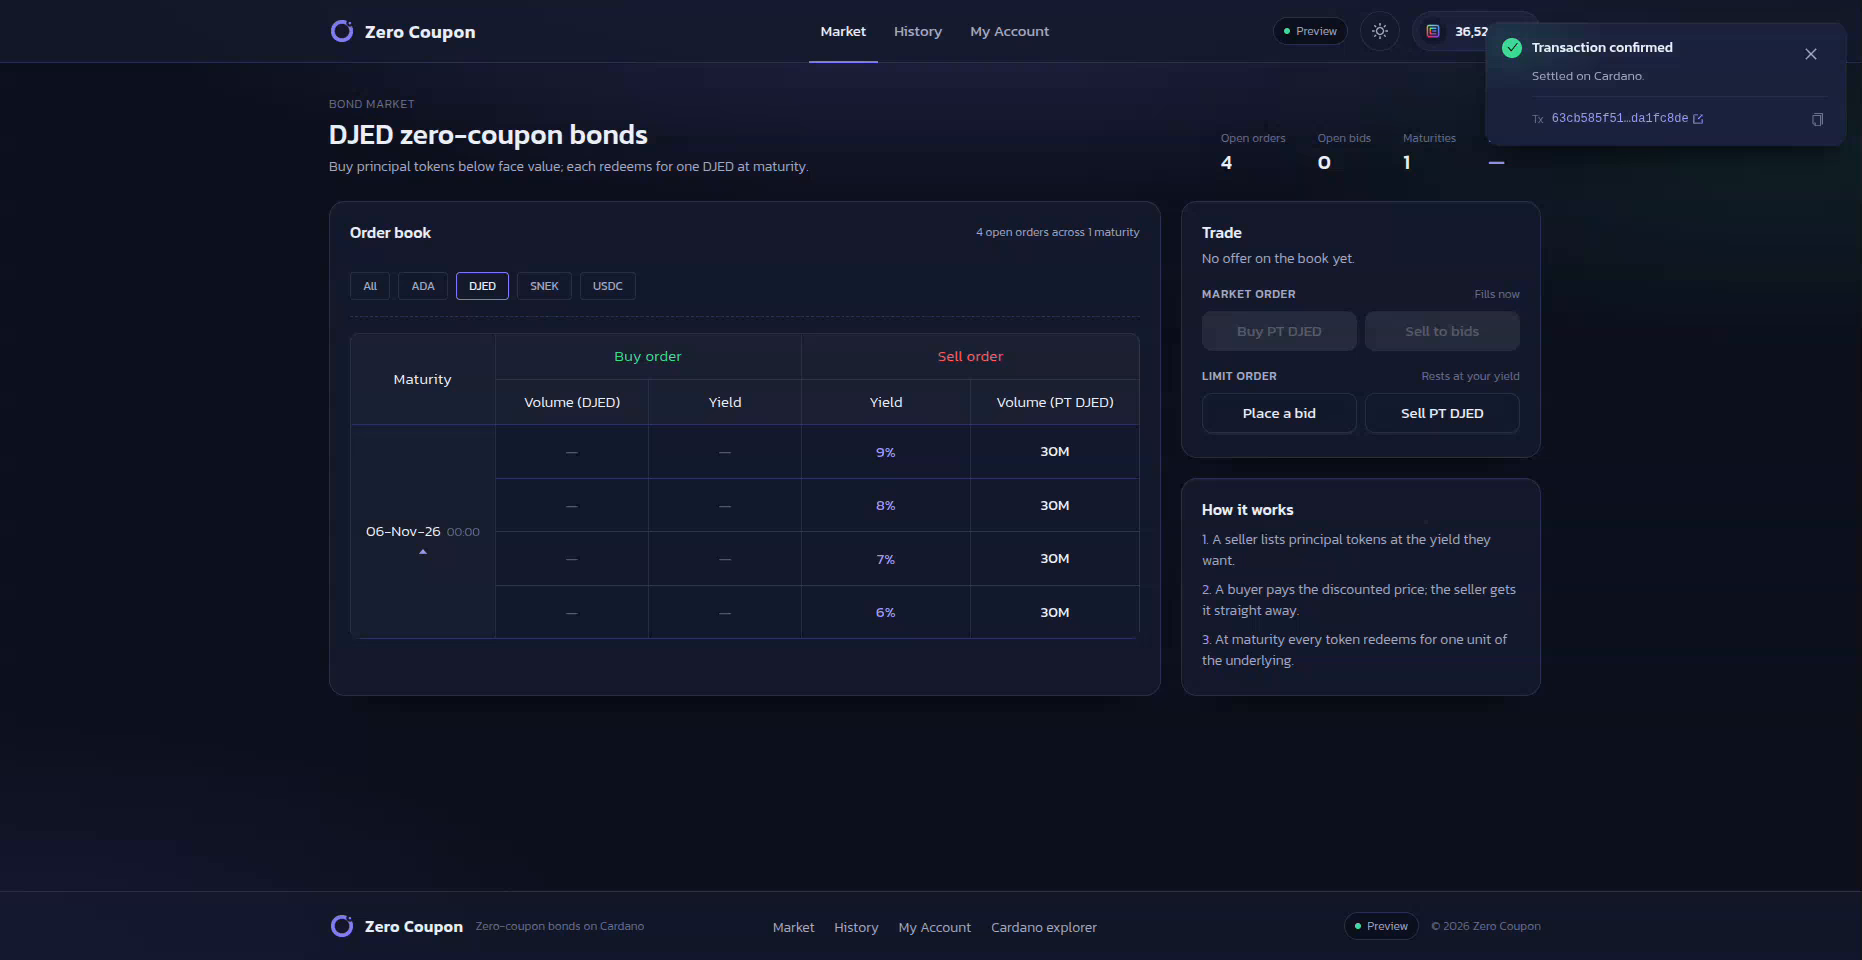 Zero Coupon
Market
History
My Account
Preview
36,52
Transaction confirmed
Settled on Cardano.
Tx 63cb585f51…da1fc8de
BOND MARKET
DJED zero-coupon bonds
Buy principal tokens below face value; each redeems for one DJED at maturity.
Open orders
4
Open bids
0
Maturities
1
—
Order book
4 open orders across 1 maturity
All
ADA
DJED
SNEK
USDC
Maturity
Buy order
Sell order
Volume (DJED)
Yield
Yield
Volume (PT DJED)
06-Nov-26 00:00
— — 9% 30M
— — 8% 30M
— — 7% 30M
— — 6% 30M
Trade
No offer on the book yet.
MARKET ORDER
Fills now
Buy PT DJED
Sell to bids
LIMIT ORDER
Rests at your yield
Place a bid
Sell PT DJED
How it works
1. A seller lists principal tokens at the yield they
want.
2. A buyer pays the discounted price; the seller gets
it straight away.
3. At maturity every token redeems for one unit of
the underlying.
Zero Coupon
Zero-coupon bonds on Cardano
Market
History
My Account
Cardano explorer
Preview
© 2026 Zero Coupon